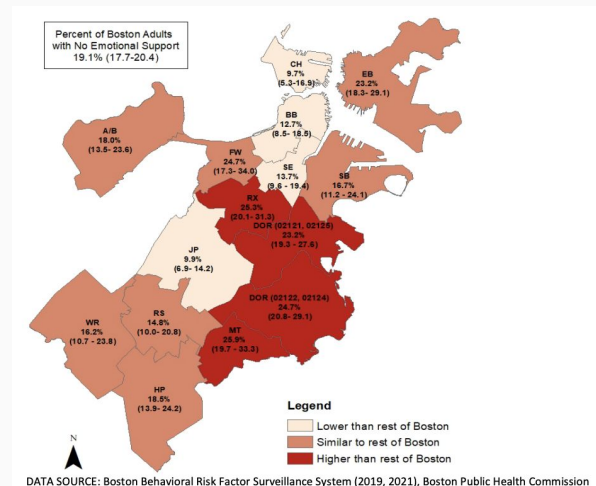 Percent of Boston Adults
with No Emotional Support
19.1% (17.7-20.4)
CH
9.7%
(5.3-16.9)
EB
23.2%
(18.3- 29.1)
BB
12.7%
(8.5- 18.5)
A/B
18.0%
(13.5- 23.6)
FW
24.7%
(17.3- 34.0)
SE
13.7%
(9.6 - 19.4)
SB
16.7%
(11.2 - 24.1)
RX
25.3%
(20.1- 31.3)
DOR (02121, 02125)
23.2%
(19.3 - 27.6)
JP
9.9%
(6.9- 14.2)
DOR (02122, 02124)
24.7%
(20.8- 29.1)
WR
16.2%
(10.7 - 23.8)
RS
14.8%
(10.0- 20.8)
MT
25.9%
(19.7 - 33.3)
HP
18.5%
(13.9- 24.2)
Legend
Lower than rest of Boston
Similar to rest of Boston
Higher than rest of Boston
N
DATA SOURCE: Boston Behavioral Risk Factor Surveillance System (2019, 2021), Boston Public Health Commission